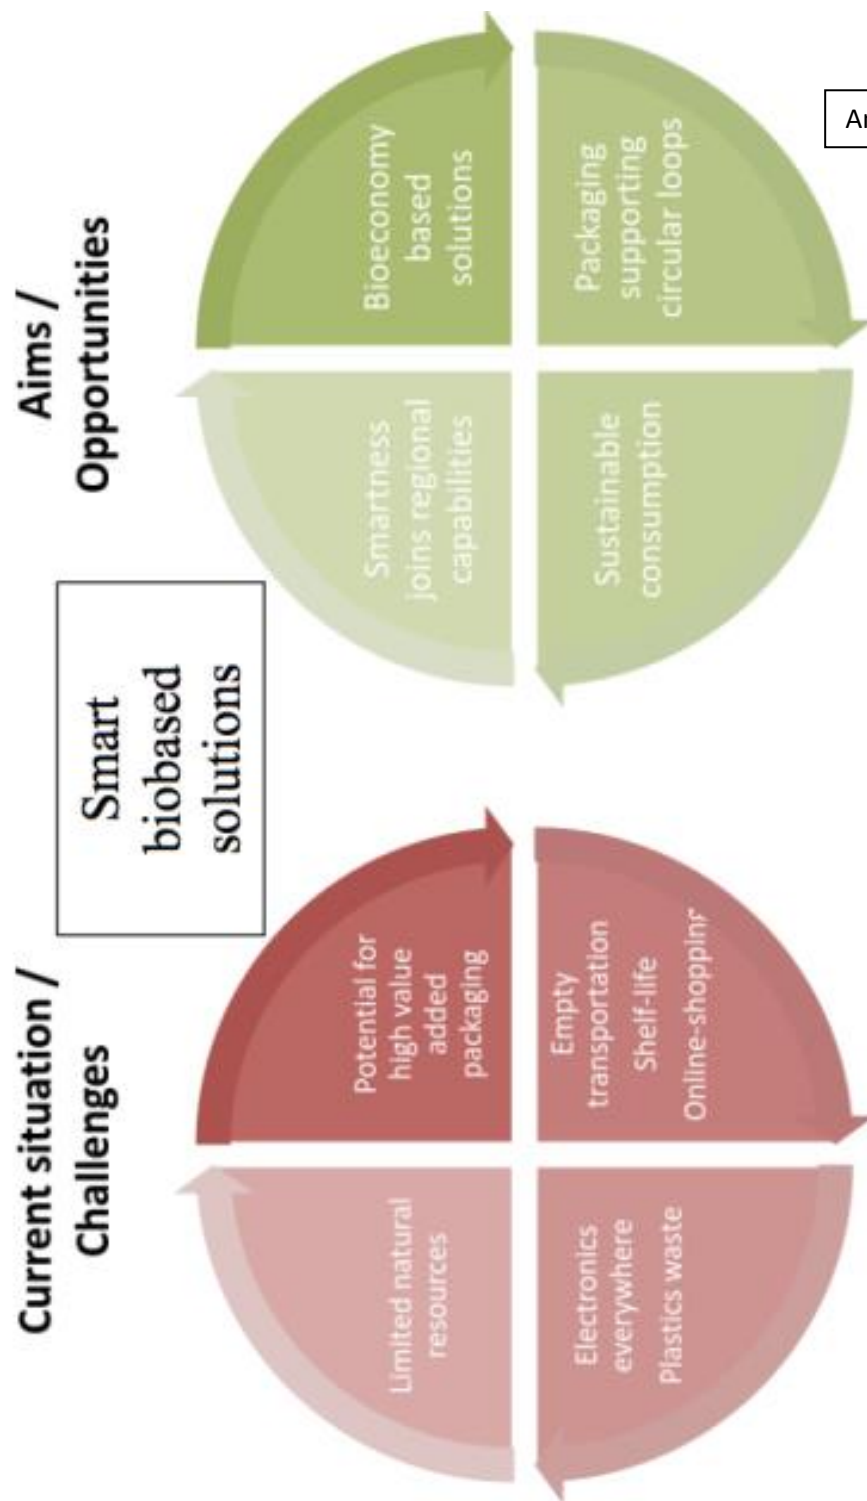 Current situation /
Challenges
Smart
biobased
solutions
Aims /
Opportunities
Limited natural
resources
Potential for
high value
added
packaging
Electronics
everywhere
Plastics waste
Empty
transportation
Shelf-life
Online-shopping
Smartness
joins regional
capabilities
Bioeconomy
based
solutions
Sustainable
consumption
Packaging
supporting
circular loops